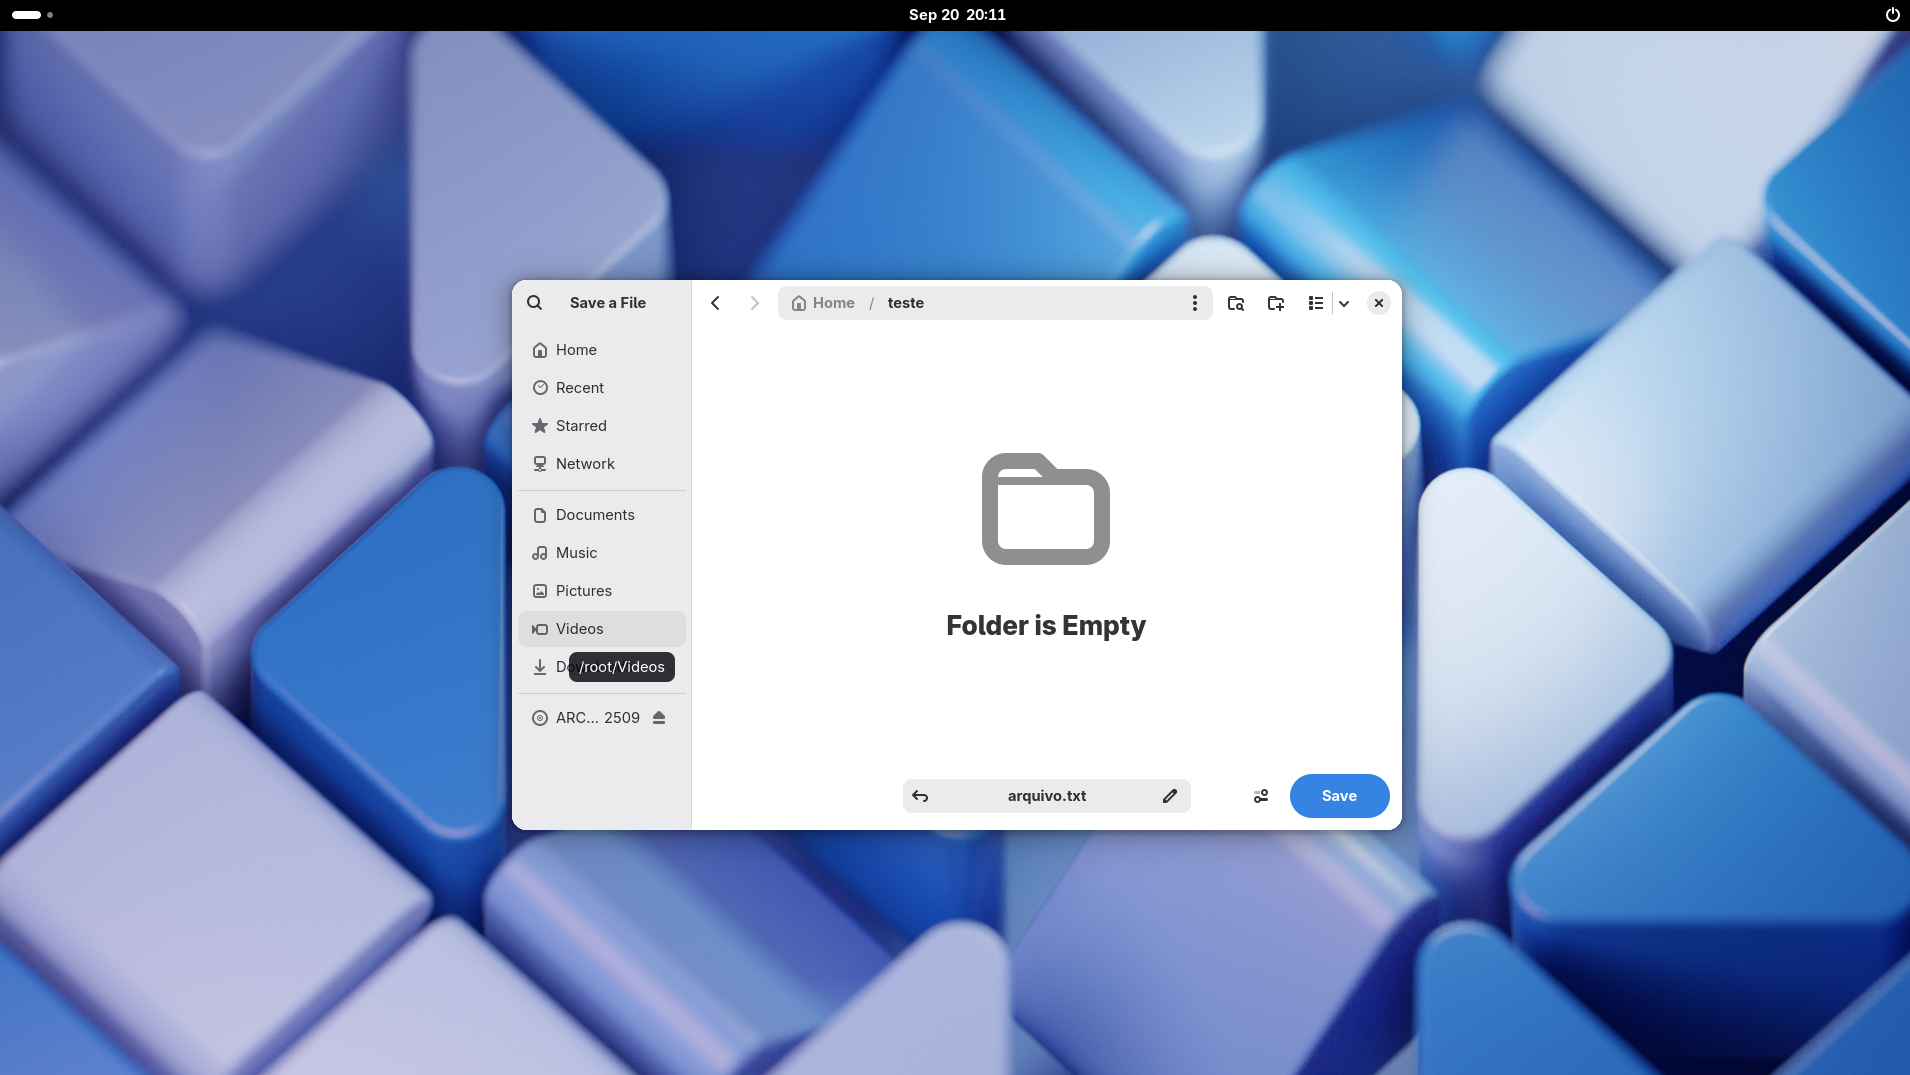 Sep 20 20:11
Save a File
Home / teste
Home
Recent
Starred
Network
Documents
Music
Pictures
Videos
/root/Videos
ARC... 2509
Folder is Empty
arquivo.txt
Save